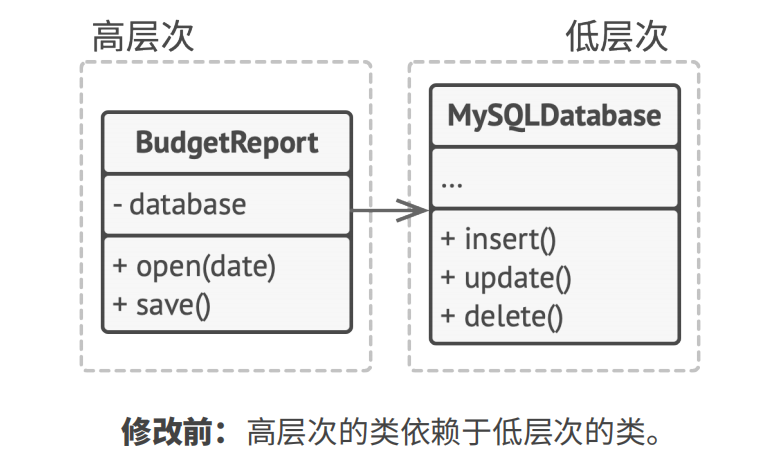 高层次
低层次
BudgetReport
- database
+ open(date)
+ save()
MySQLDatabase
...
+ insert()
+ update()
+ delete()
修改前：高层次的类依赖于低层次的类。